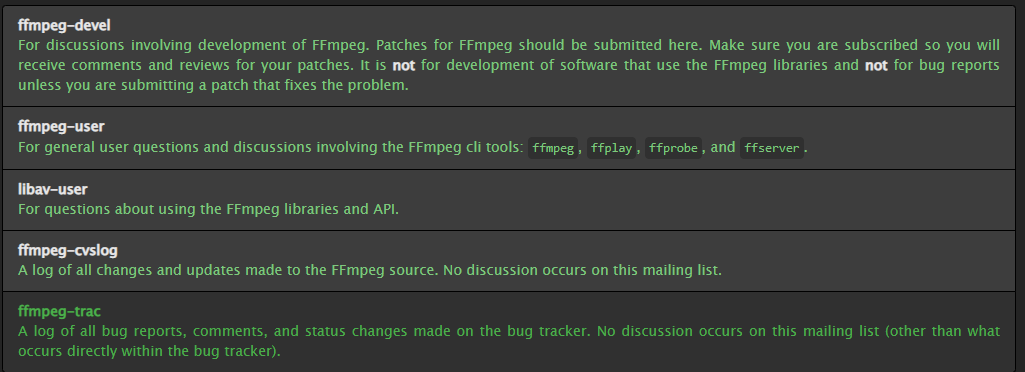 ffmpeg-devel
For discussions involving development of FFmpeg. Patches for FFmpeg should be submitted here. Make sure you are subscribed so you will
receive comments and reviews for your patches. It is not for development of software that use the FFmpeg libraries and not for bug reports
unless you are submitting a patch that fixes the problem.
ffmpeg-user
For general user questions and discussions involving the FFmpeg cli tools: ffmpeg, ffplay, ffprobe, and ffserver.
libav-user
For questions about using the FFmpeg libraries and API.
ffmpeg-cvslog
A log of all changes and updates made to the FFmpeg source. No discussion occurs on this mailing list.
ffmpeg-trac
A log of all bug reports, comments, and status changes made on the bug tracker. No discussion occurs on this mailing list (other than what
occurs directly within the bug tracker).